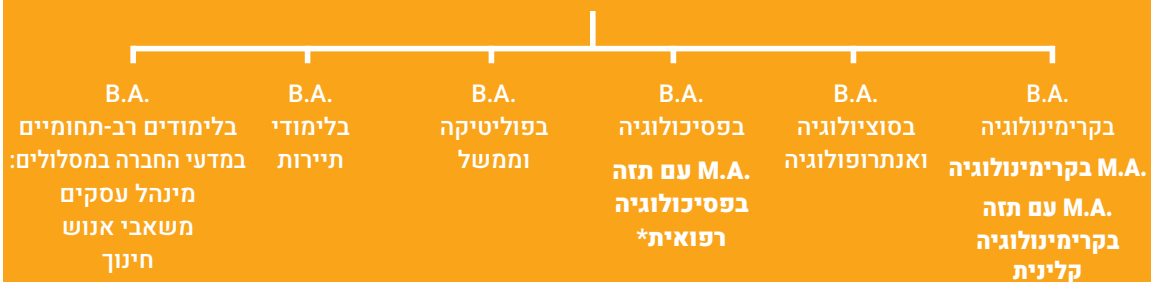 B.A.
בקרימינולוגיה
M.A. בקרימינולוגיה
M.A. עם תזה
בקרימינולוגיה
קלינית
B.A.
בסוציולוגיה
ואנתרופולוגיה
B.A.
בפסיכולוגיה
M.A. עם תזה
בפסיכולוגיה
רפואית*
B.A.
בפוליטיקה
וממשל
B.A.
בלימודי
תיירות
B.A.
בלימודים רב-תחומיים
במדעי החברה במסלולים:
מינהל עסקים
משאבי אנוש
חינוך